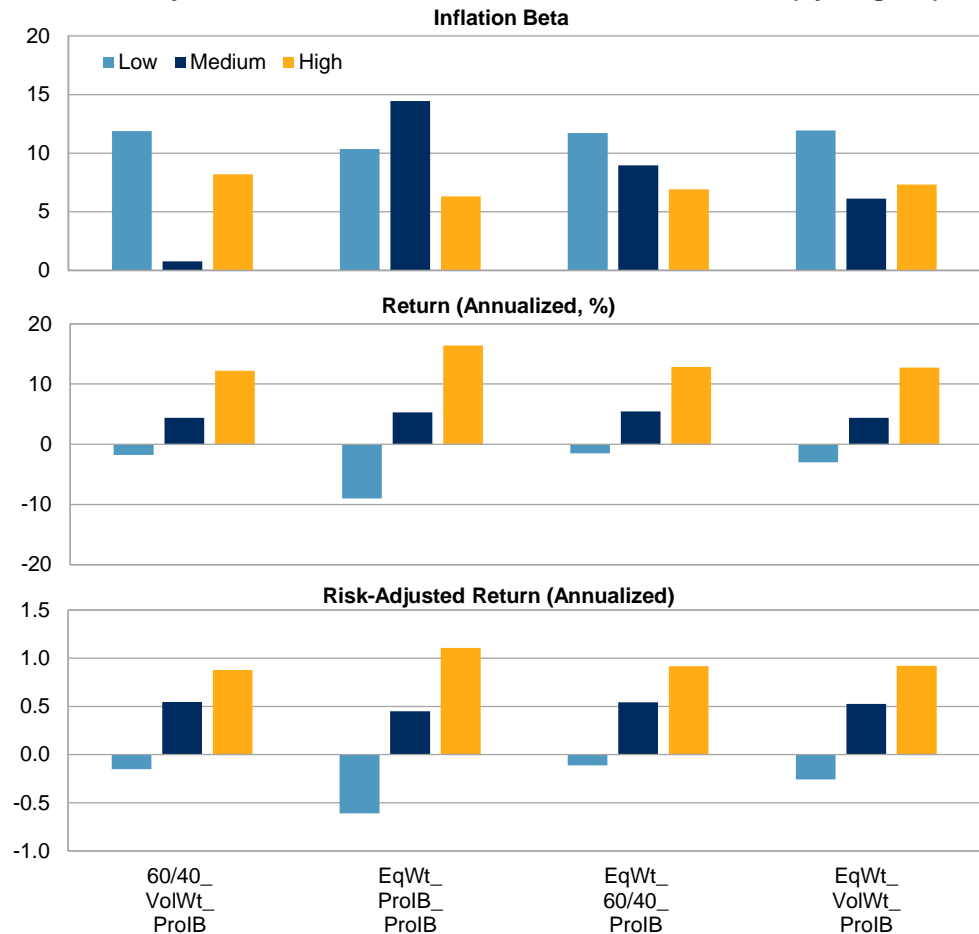 Inflation Beta
20
Low Medium High
15
10
5
0
Return (Annualized, %)
20
10
0
-10
-20
Risk-Adjusted Return (Annualized)
1.5
1.0
0.5
0.0
-0.5
-1.0
60/40_ EqWt_ EqWt_ EqWt_
VolWt_ ProIB_ 60/40_ VolWt_
ProIB ProIB ProIB ProIB